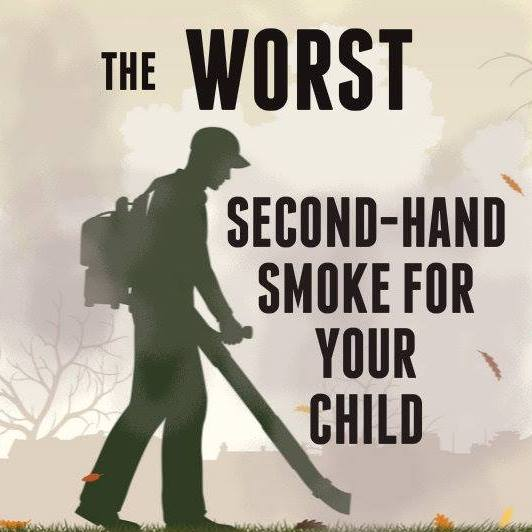 THE WORST
SECOND-HAND
SMOKE FOR
YOUR
CHILD